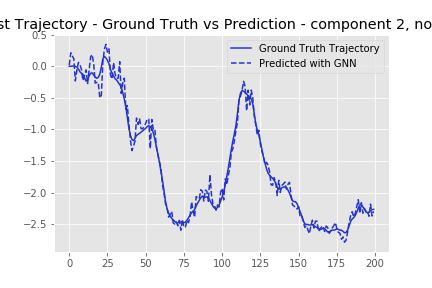 st Trajectory - Ground Truth vs Prediction - component 2, no
Ground Truth Trajectory
Predicted with GNN
0.5
0.0
−0.5
−1.0
−1.5
−2.0
−2.5
0 25 50 75 100 125 150 175 200